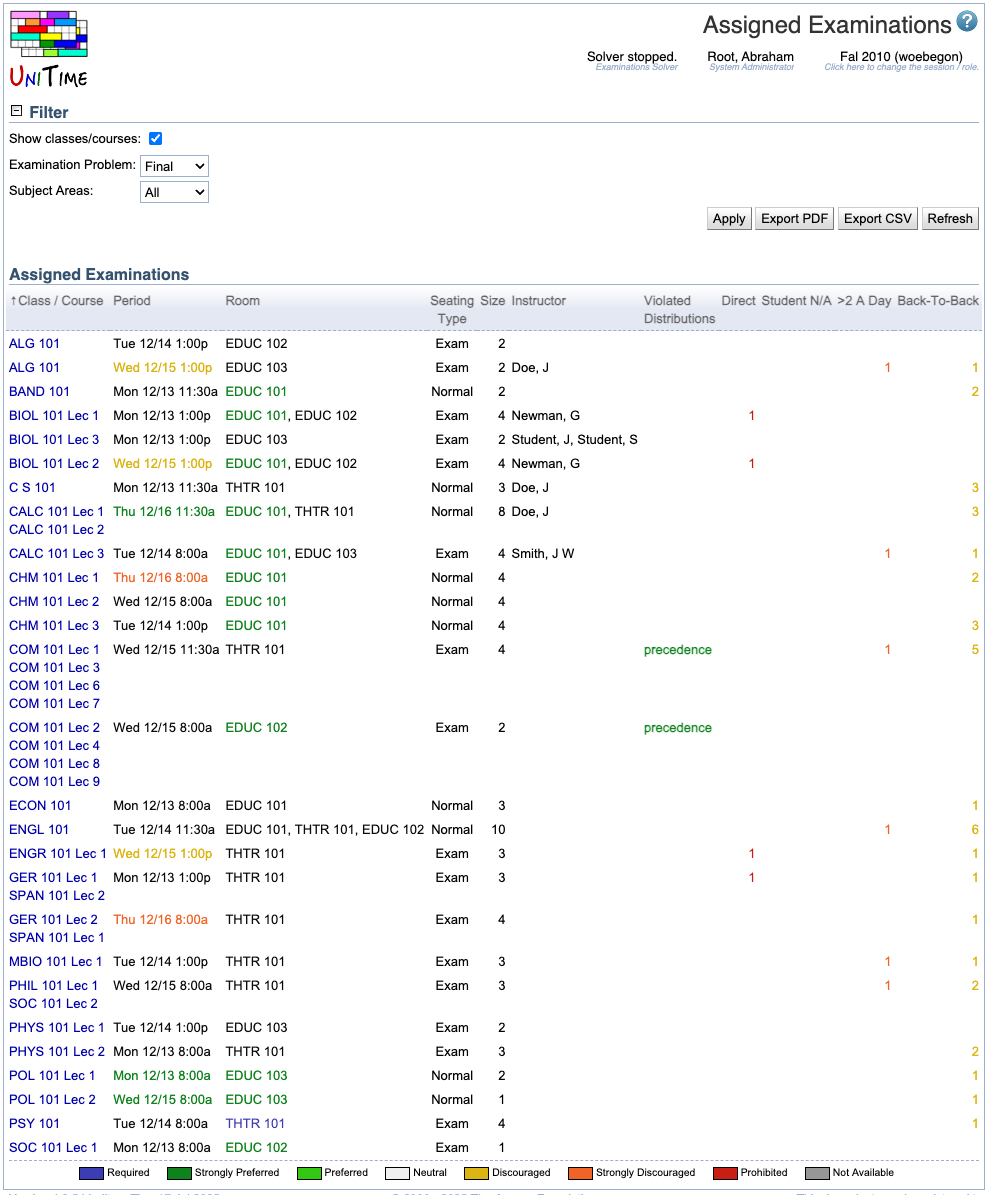 Assigned Examinations ?
UniTime
Solver stopped. Root, Abraham Fal 2010 (woebegon)
Examinations Solver System Administrator Click here to change the session / role.
Filter
Show classes/courses:
Examination Problem: Final
Subject Areas: All
Apply Export PDF Export CSV Refresh
Assigned Examinations
↑Class / Course Period Room Seating Size Instructor Violated Direct Student N/A >2 A Day Back-To-Back
Type Distributions
ALG 101 Tue 12/14 1:00p EDUC 102 Exam 2
ALG 101 Wed 12/15 1:00p EDUC 103 Exam 2 Doe, J 1 1
BAND 101 Mon 12/13 11:30a EDUC 101 Normal 2 2
BIOL 101 Lec 1 Mon 12/13 1:00p EDUC 101, EDUC 102 Exam 4 Newman, G 1
BIOL 101 Lec 3 Mon 12/13 1:00p EDUC 103 Exam 2 Student, J, Student, S
BIOL 101 Lec 2 Wed 12/15 1:00p EDUC 101, EDUC 102 Exam 4 Newman, G 1
C S 101 Mon 12/13 11:30a THTR 101 Normal 3 Doe, J 3
CALC 101 Lec 1 Thu 12/16 11:30a EDUC 101, THTR 101 Normal 8 Doe, J 3
CALC 101 Lec 2
CALC 101 Lec 3 Tue 12/14 8:00a EDUC 101, EDUC 103 Exam 4 Smith, J W 1 1
CHM 101 Lec 1 Thu 12/16 8:00a EDUC 101 Normal 4 2
CHM 101 Lec 2 Wed 12/15 8:00a EDUC 101 Normal 4
CHM 101 Lec 3 Tue 12/14 1:00p EDUC 101 Normal 4 3
COM 101 Lec 1 Wed 12/15 11:30a THTR 101 Exam 4 precedence 1 5
COM 101 Lec 3
COM 101 Lec 6
COM 101 Lec 7
COM 101 Lec 2 Wed 12/15 8:00a EDUC 102 Exam 2 precedence
COM 101 Lec 4
COM 101 Lec 8
COM 101 Lec 9
ECON 101 Mon 12/13 8:00a EDUC 101 Normal 3 1
ENGL 101 Tue 12/14 11:30a EDUC 101, THTR 101, EDUC 102 Normal 10 1 6
ENGR 101 Lec 1 Wed 12/15 1:00p THTR 101 Exam 3 1 1
GER 101 Lec 1 Mon 12/13 1:00p THTR 101 Exam 3 1 1
SPAN 101 Lec 2
GER 101 Lec 2 Thu 12/16 8:00a THTR 101 Exam 4 1
SPAN 101 Lec 1
MBIO 101 Lec 1 Tue 12/14 1:00p THTR 101 Exam 3 1 1
PHIL 101 Lec 1 Wed 12/15 8:00a THTR 101 Exam 3 1 2
SOC 101 Lec 2
PHYS 101 Lec 1 Tue 12/14 1:00p EDUC 103 Exam 2
PHYS 101 Lec 2 Mon 12/13 8:00a THTR 101 Exam 3 2
POL 101 Lec 1 Mon 12/13 8:00a EDUC 103 Normal 2 1
POL 101 Lec 2 Wed 12/15 8:00a EDUC 103 Normal 1 1
PSY 101 Tue 12/14 8:00a THTR 101 Exam 4 1
SOC 101 Lec 1 Mon 12/13 8:00a EDUC 102 Exam 1
Required Strongly Preferred Preferred Neutral Discouraged Strongly Discouraged Prohibited Not Available